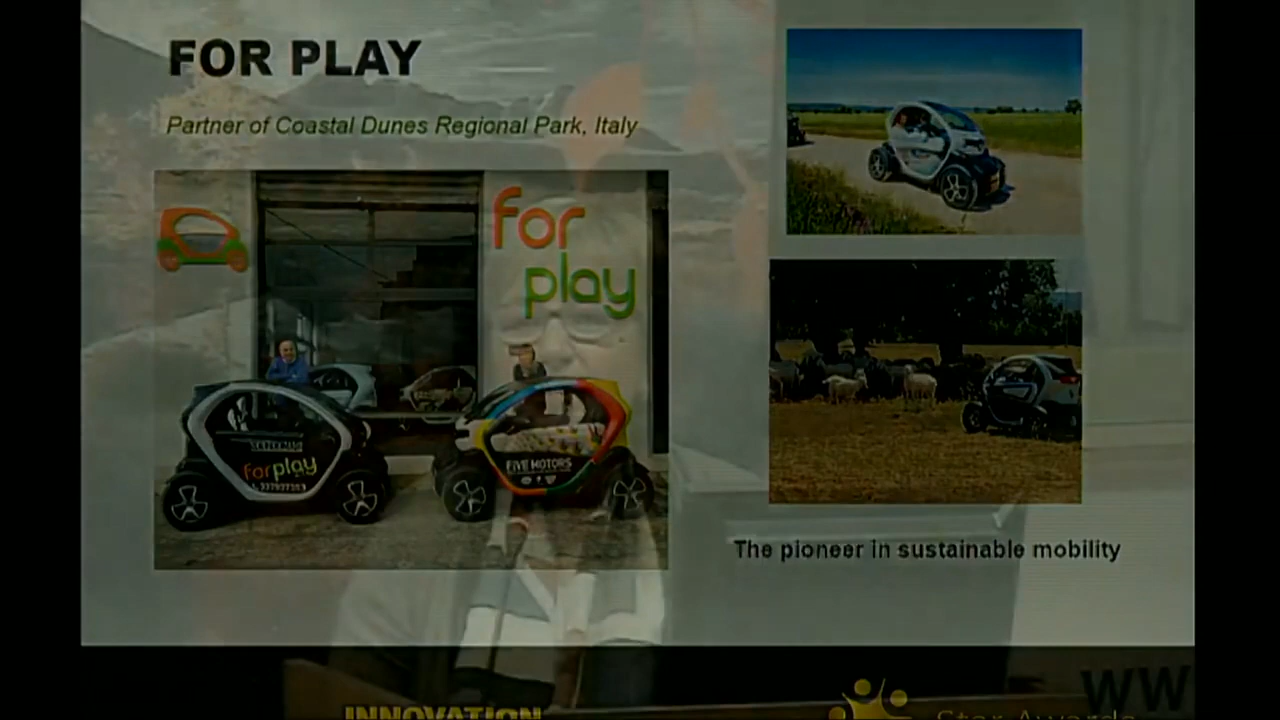 FOR PLAY
Partner of Coastal Dunes Regional Park, Italy
for
play
forplay
FIVE MOTORS
The pioneer in sustainable mobility
INNOVATION
Star Awards
WW